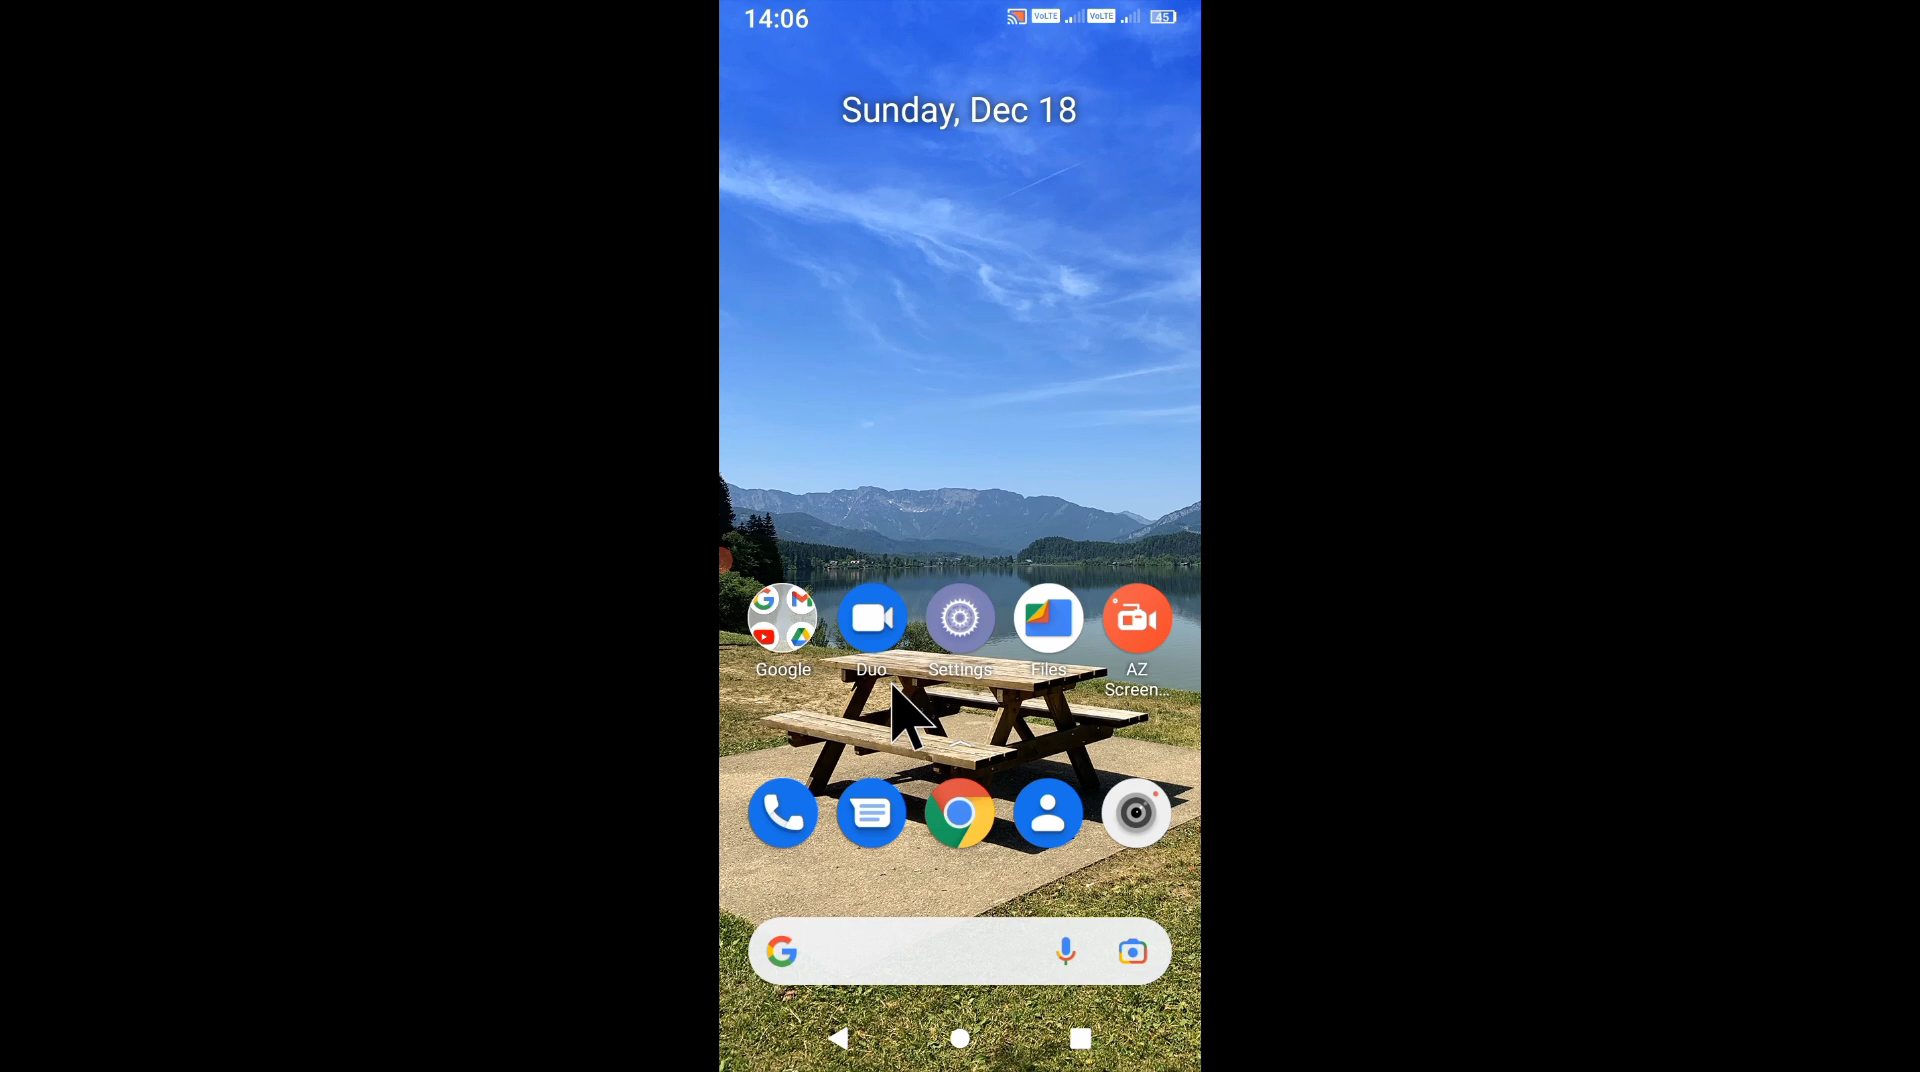 14:06
VoLTE VoLTE 45
Sunday, Dec 18
Google Duo Settings Files AZ
Screen...